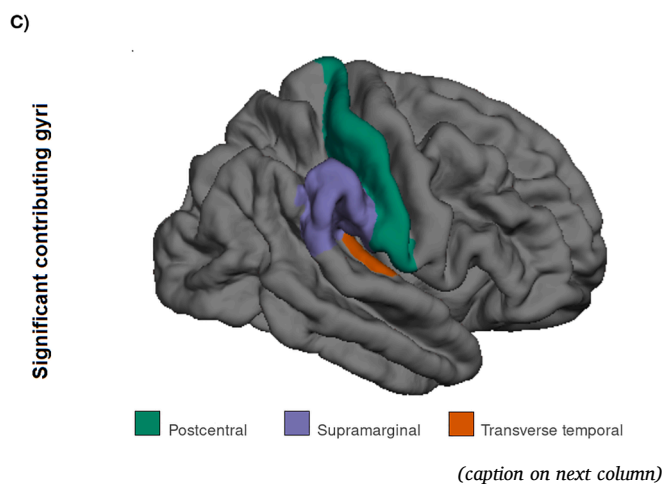 C)
Significant contributing gyri
Postcentral Supramarginal Transverse temporal
(caption on next column)